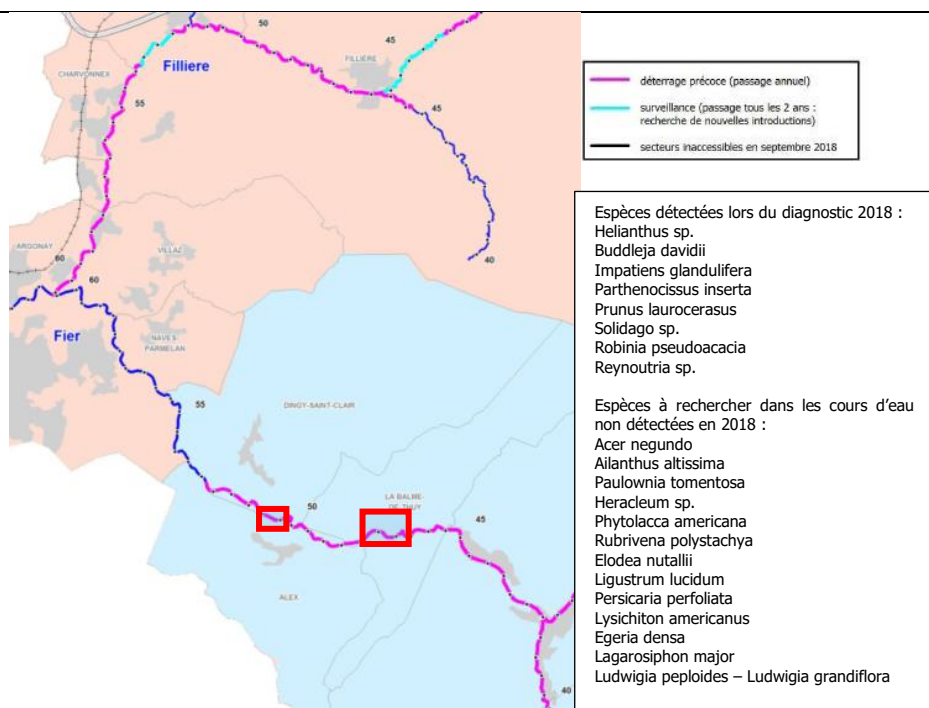 50
45
Filliere
FILLIÈRE
CHARVONNEX
55
45
ARGONAY
60
VILLAZ
40
60
Fier
NAVES-
PARMELAN
55
DINGY-SAINT-CLAIR
50
LA BALME-
DE-THUY
45
ALEX
40
déterrage précoce (passage annuel)
surveillance (passage tous les 2 ans :
recherche de nouvelles introductions)
secteurs inaccessibles en septembre 2018
Espèces détectées lors du diagnostic 2018 :
Helianthus sp.
Buddleja davidii
Impatiens glandulifera
Parthenocissus inserta
Prunus laurocerasus
Solidago sp.
Robinia pseudoacacia
Reynoutria sp.
Espèces à rechercher dans les cours d'eau
non détectées en 2018 :
Acer negundo
Ailanthus altissima
Paulownia tomentosa
Heracleum sp.
Phytolacca americana
Rubrivena polystachya
Elodea nutallii
Ligustrum lucidum
Persicaria perfoliata
Lysichiton americanus
Egeria densa
Lagarosiphon major
Ludwigia peploides – Ludwigia grandiflora